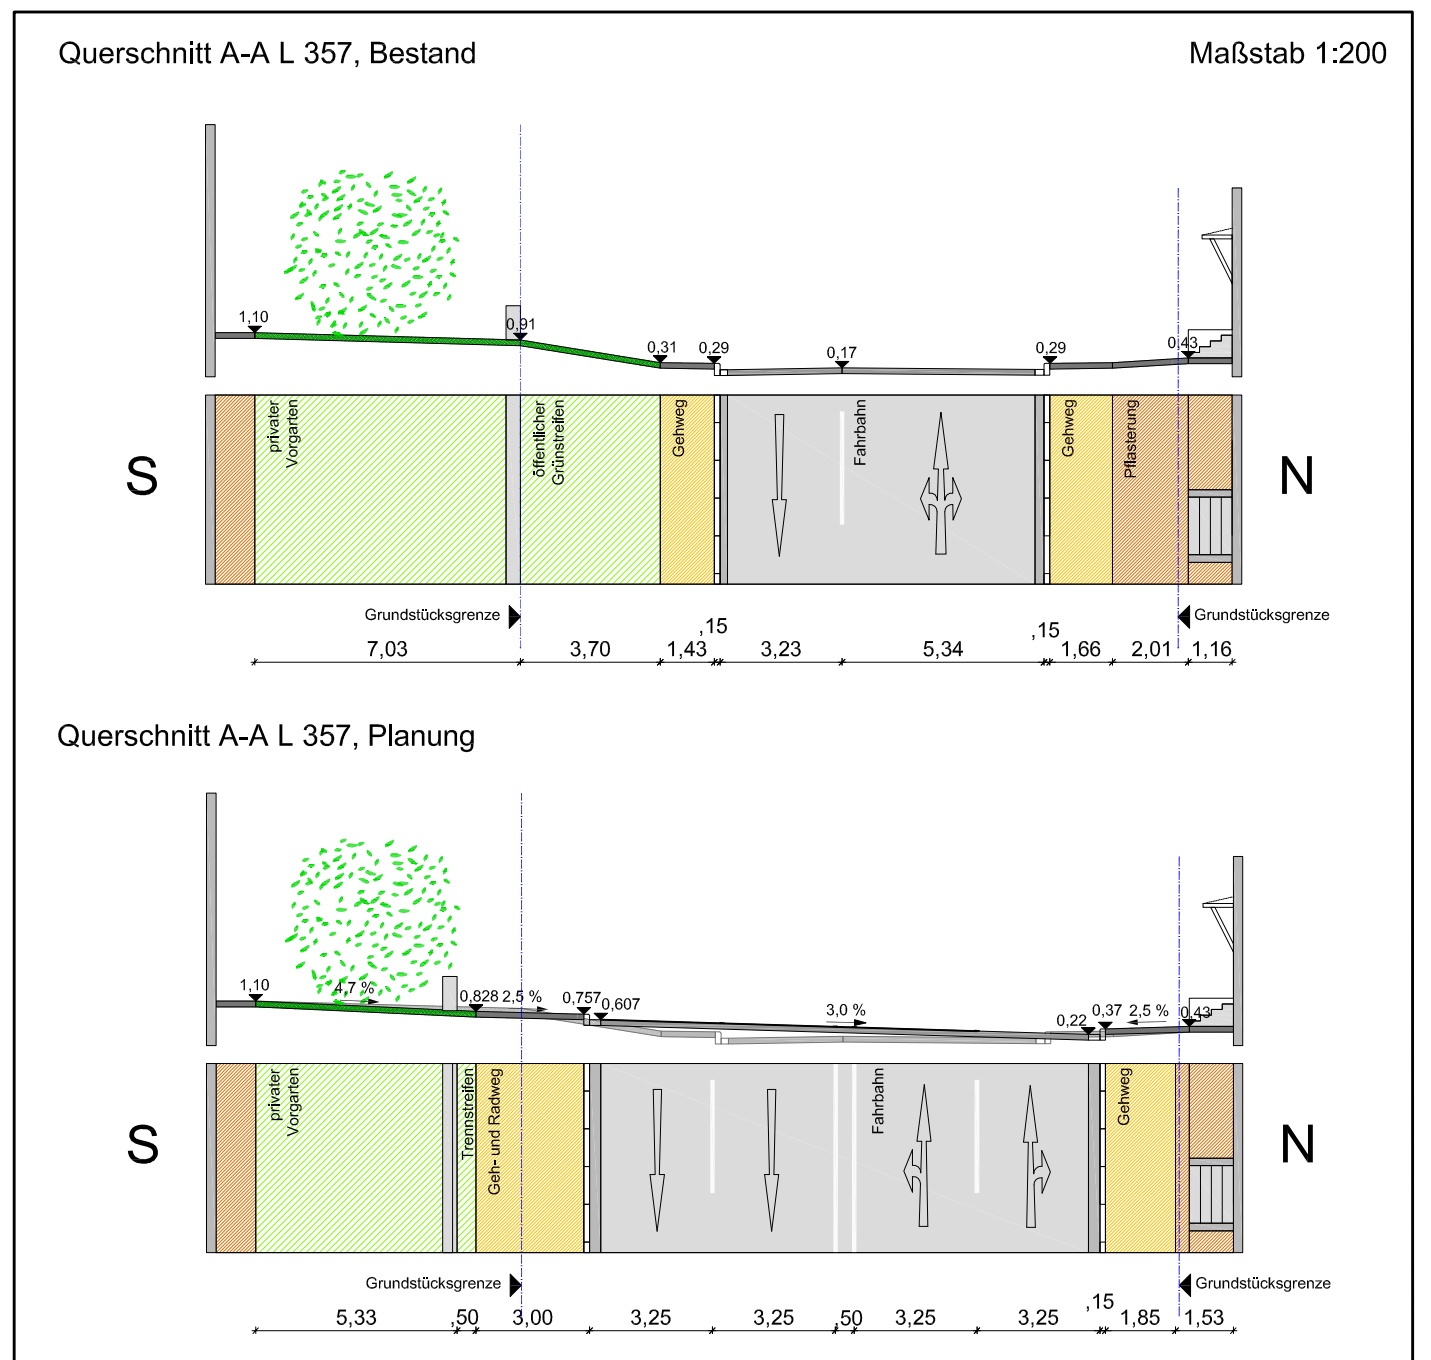 Querschnitt A-A L 357, Bestand
Maßstab 1:200
1,10
0,91
0,31
0,29
0,17
0,29
0,43
privater
Vorgarten
öffentlicher
Grünstreifen
Gehweg
Fahrbahn
Gehweg
Pflasterung
S
N
Grundstücksgrenze
Grundstücksgrenze
7,03
3,70
1,43
,15
3,23
5,34
,15
1,66
2,01
1,16
Querschnitt A-A L 357, Planung
1,10
4,7 %
0,828
2,5 %
0,757
0,607
3,0 %
0,22
0,37
2,5 %
0,43
privater
Vorgarten
Trennstreifen
Geh- und Radweg
Fahrbahn
Gehweg
S
N
Grundstücksgrenze
Grundstücksgrenze
5,33
,50
3,00
3,25
3,25
,50
3,25
3,25
,15
1,85
1,53